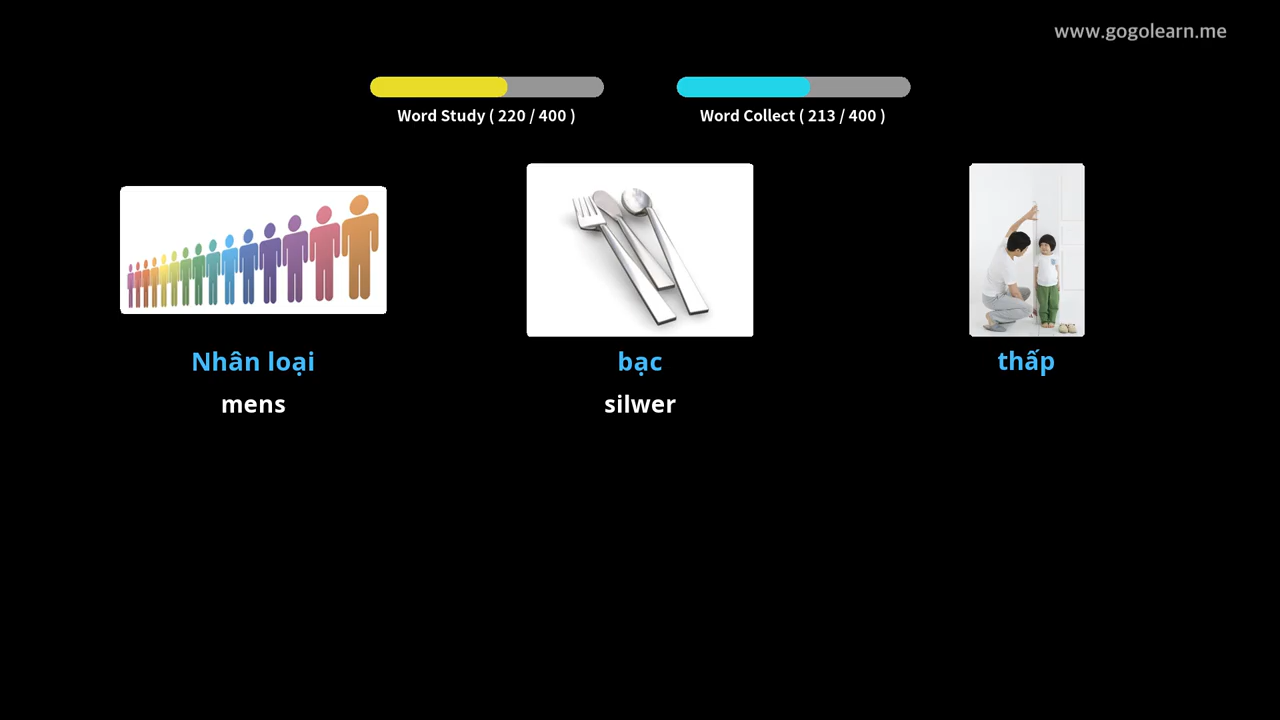 www.gogolearn.me
Word Study ( 220 / 400 )
Word Collect ( 213 / 400 )
Nhân loại
bạc
thấp
mens
silwer